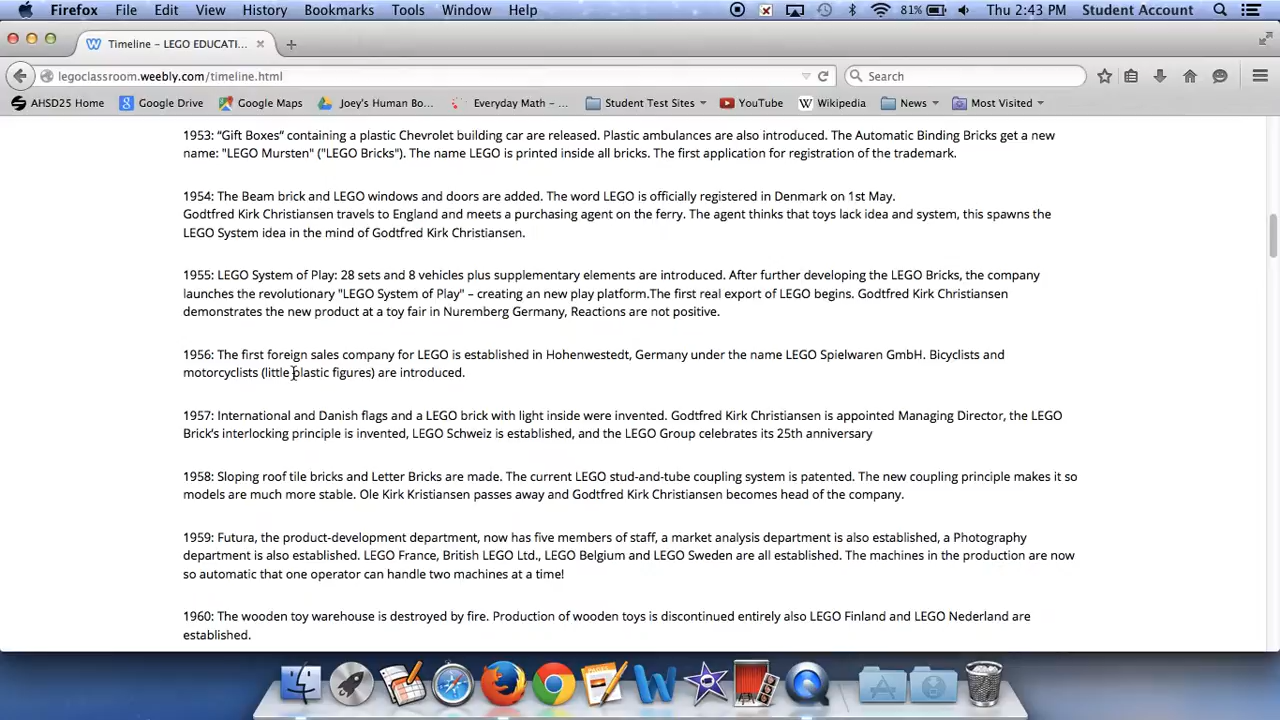 Firefox File Edit View History Bookmarks Tools Window Help 81% Thu 2:43 PM Student Account
Timeline – LEGO EDUCATI...
legoclassroom.weebly.com/timeline.html Search
AHSD25 Home Google Drive Google Maps Joey's Human Bo... Everyday Math – ... Student Test Sites YouTube Wikipedia News Most Visited
1953: “Gift Boxes” containing a plastic Chevrolet building car are released. Plastic ambulances are also introduced. The Automatic Binding Bricks get a new
name: "LEGO Mursten" ("LEGO Bricks"). The name LEGO is printed inside all bricks. The first application for registration of the trademark.
1954: The Beam brick and LEGO windows and doors are added. The word LEGO is officially registered in Denmark on 1st May.
Godtfred Kirk Christiansen travels to England and meets a purchasing agent on the ferry. The agent thinks that toys lack idea and system, this spawns the
LEGO System idea in the mind of Godtfred Kirk Christiansen.
1955: LEGO System of Play: 28 sets and 8 vehicles plus supplementary elements are introduced. After further developing the LEGO Bricks, the company
launches the revolutionary "LEGO System of Play" – creating an new play platform.The first real export of LEGO begins. Godtfred Kirk Christiansen
demonstrates the new product at a toy fair in Nuremberg Germany, Reactions are not positive.
1956: The first foreign sales company for LEGO is established in Hohenwestedt, Germany under the name LEGO Spielwaren GmbH. Bicyclists and
motorcyclists (little plastic figures) are introduced.
1957: International and Danish flags and a LEGO brick with light inside were invented. Godtfred Kirk Christiansen is appointed Managing Director, the LEGO
Brick’s interlocking principle is invented, LEGO Schweiz is established, and the LEGO Group celebrates its 25th anniversary
1958: Sloping roof tile bricks and Letter Bricks are made. The current LEGO stud-and-tube coupling system is patented. The new coupling principle makes it so
models are much more stable. Ole Kirk Kristiansen passes away and Godtfred Kirk Christiansen becomes head of the company.
1959: Futura, the product-development department, now has five members of staff, a market analysis department is also established, a Photography
department is also established. LEGO France, British LEGO Ltd., LEGO Belgium and LEGO Sweden are all established. The machines in the production are now
so automatic that one operator can handle two machines at a time!
1960: The wooden toy warehouse is destroyed by fire. Production of wooden toys is discontinued entirely also LEGO Finland and LEGO Nederland are
established.